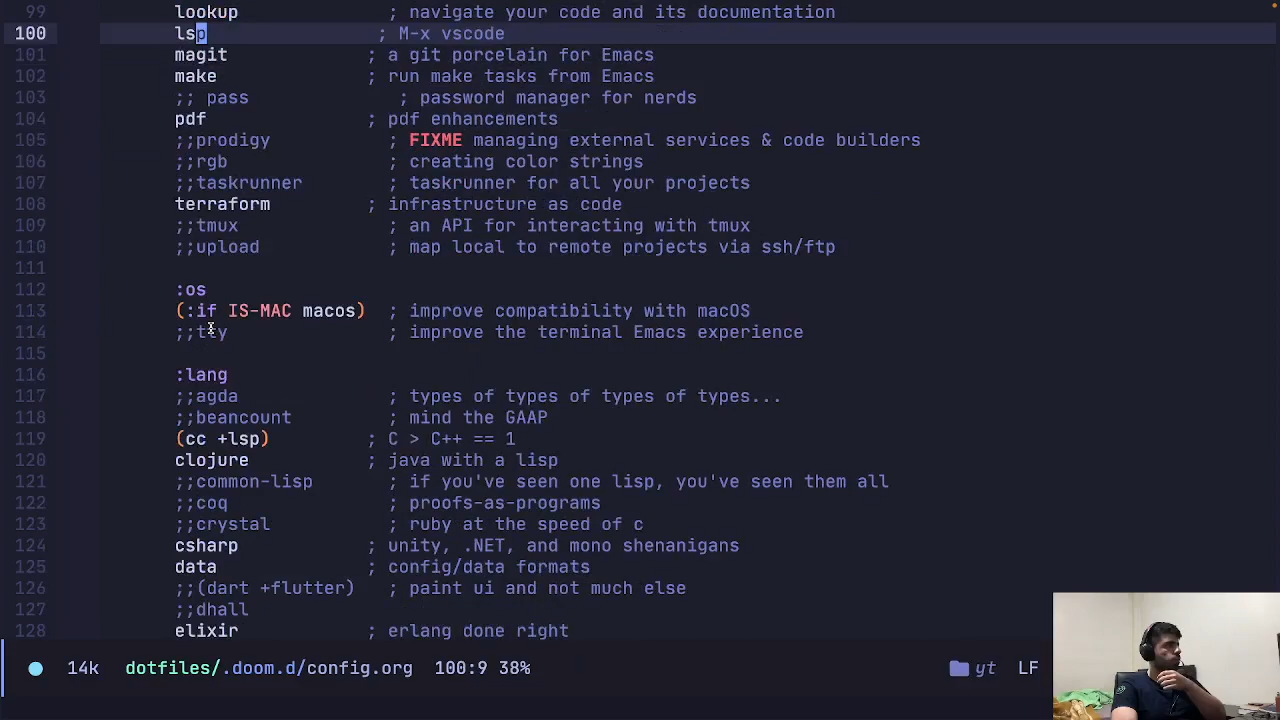 99 lookup ; navigate your code and its documentation
100 lsp ; M-x vscode
101 magit ; a git porcelain for Emacs
102 make ; run make tasks from Emacs
103 ;; pass ; password manager for nerds
104 pdf ; pdf enhancements
105 ;;prodigy ; FIXME managing external services & code builders
106 ;;rgb ; creating color strings
107 ;;taskrunner ; taskrunner for all your projects
108 terraform ; infrastructure as code
109 ;;tmux ; an API for interacting with tmux
110 ;;upload ; map local to remote projects via ssh/ftp
111
112 :os
113 (:if IS-MAC macos) ; improve compatibility with macOS
114 ;;tty ; improve the terminal Emacs experience
115
116 :lang
117 ;;agda ; types of types of types of types...
118 ;;beancount ; mind the GAAP
119 (cc +lsp) ; C > C++ == 1
120 clojure ; java with a lisp
121 ;;common-lisp ; if you've seen one lisp, you've seen them all
122 ;;coq ; proofs-as-programs
123 ;;crystal ; ruby at the speed of c
124 csharp ; unity, .NET, and mono shenanigans
125 data ; config/data formats
126 ;;(dart +flutter) ; paint ui and not much else
127 ;;dhall
128 elixir ; erlang done right
14k dotfiles/.doom.d/config.org 100:9 38% yt LF